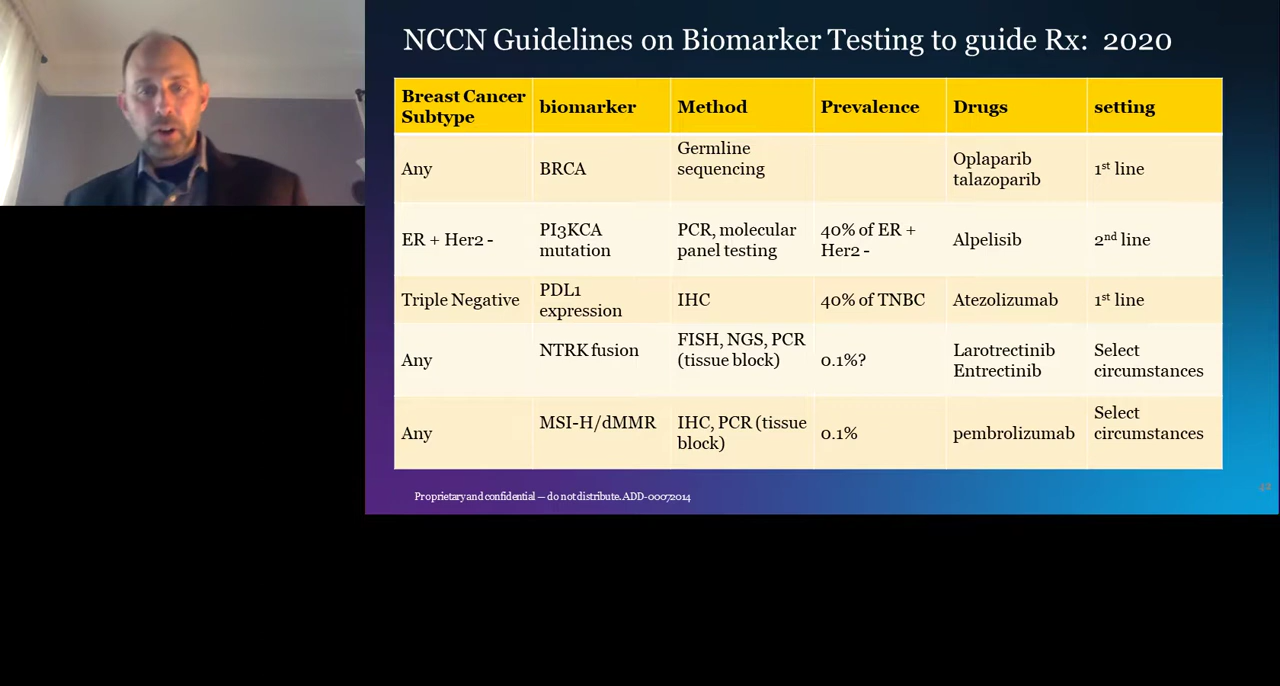 NCCN Guidelines on Biomarker Testing to guide Rx: 2020
Breast Cancer
Subtype
biomarker
Method
Prevalence
Drugs
setting
Any
BRCA
Germline
sequencing
Oplaparib
talazoparib
1st line
ER + Her2 -
PI3KCA
mutation
PCR, molecular
panel testing
40% of ER +
Her2 -
Alpelisib
2nd line
Triple Negative
PDL1
expression
IHC
40% of TNBC
Atezolizumab
1st line
Any
NTRK fusion
FISH, NGS, PCR
(tissue block)
0.1%?
Larotrectinib
Entrectinib
Select
circumstances
Any
MSI-H/dMMR
IHC, PCR (tissue
block)
0.1%
pembrolizumab
Select
circumstances
Proprietary and confidential — do not distribute. ADD-00072014
44